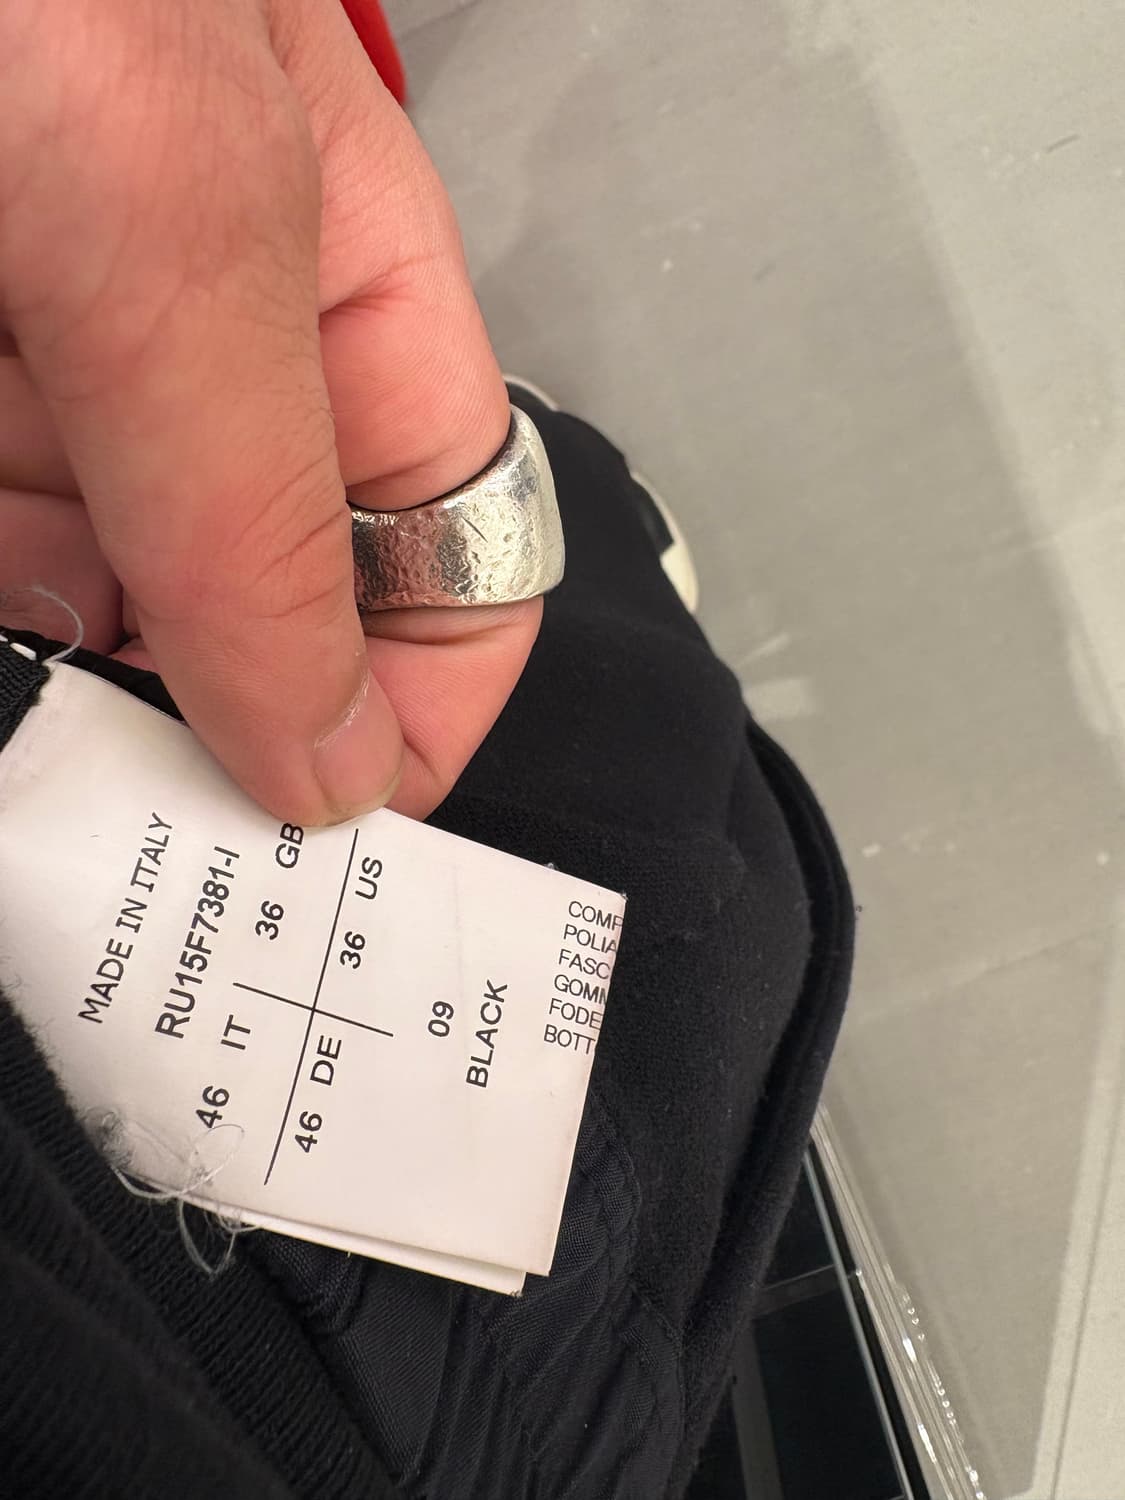 MADE IN ITALY
RU15F7381-I
46 IT 36 GB
46 DE 36 US
09
BLACK
COMP
POLIA
FASC
GOMM
FODE
BOTT